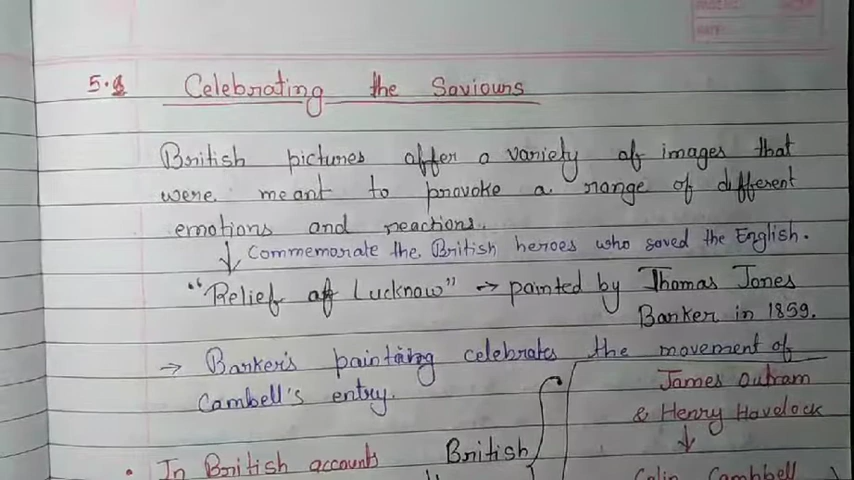 5.1 Celebrating the Saviours
British pictures offer a variety of images that
were meant to provoke a range of different
emotions and reactions.
↓ Commemorate the British heroes who saved the English.
"Relief of Lucknow" → painted by Thomas Jones
Barker in 1859.
→ Barker's painting celebrates the movement of
Cambell's entry.
James Outram
& Henry Havelock
↓
• In British accounts British
Colin Cambbell